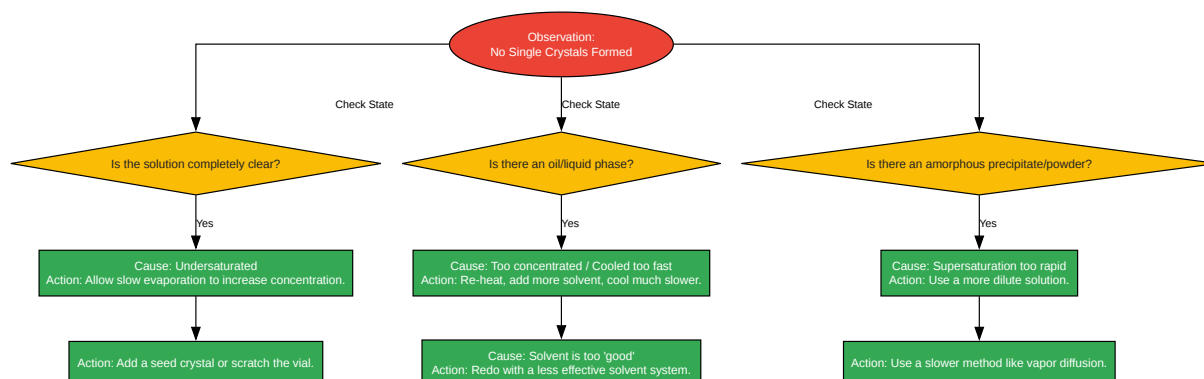 Observation:
No Single Crystals Formed
Check State
Check State
Check State
Is the solution completely clear?
Is there an oil/liquid phase?
Is there an amorphous precipitate/powder?
Yes
Yes
Yes
Cause: Undersaturated
Action: Allow slow evaporation to increase concentration.
Cause: Too concentrated / Cooled too fast
Action: Re-heat, add more solvent, cool much slower.
Cause: Supersaturation too rapid
Action: Use a more dilute solution.
Action: Add a seed crystal or scratch the vial.
Cause: Solvent is too 'good'
Action: Redo with a less effective solvent system.
Action: Use a slower method like vapor diffusion.